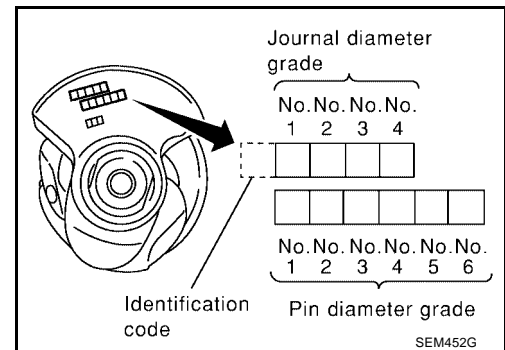 Journal diameter
grade
No. No. No. No.
1 2 3 4
No. No. No. No. No. No.
1 2 3 4 5 6
Identification
code
Pin diameter grade
SEM452G